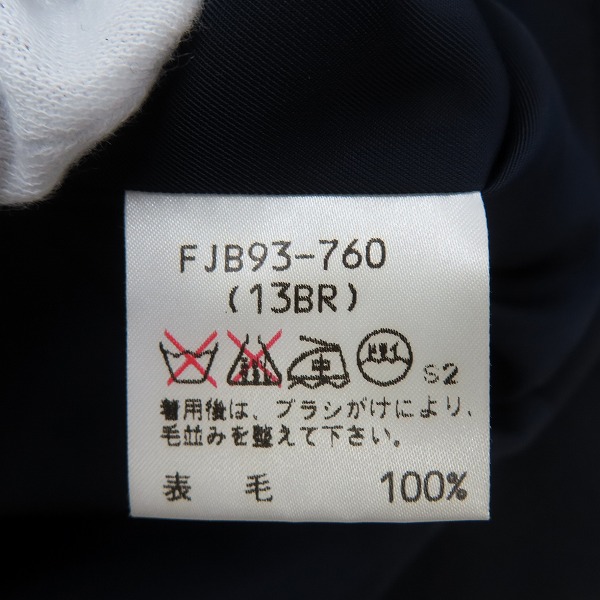 FJB93-760
(13BR)
S2
着用後は、ブラシがけにより、
毛並みを整えて下さい。
表 毛 100%